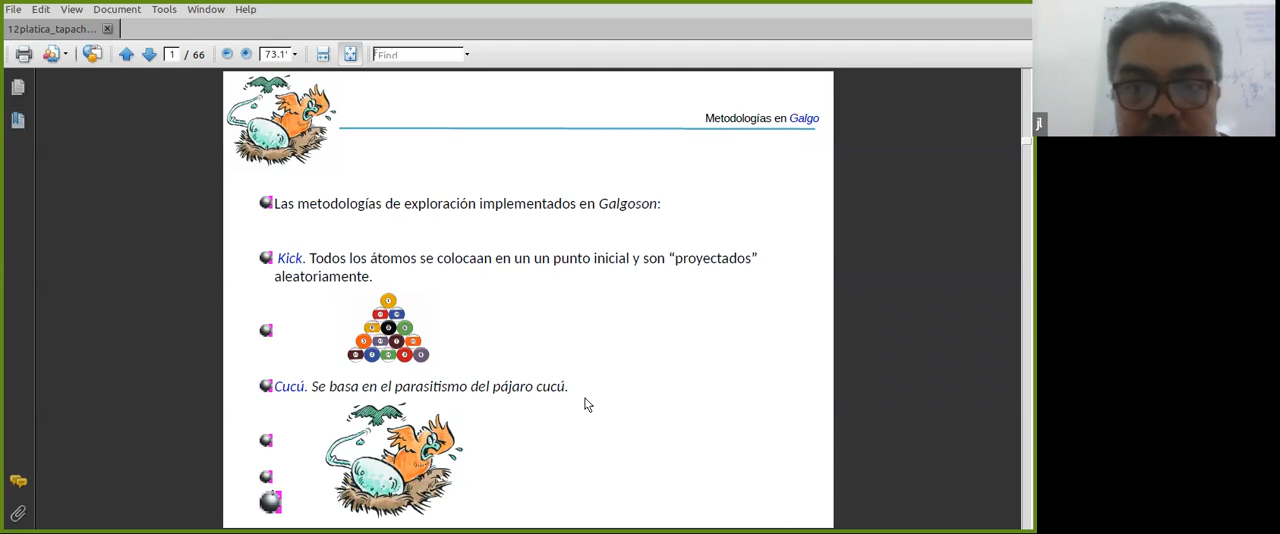 File Edit View Document Tools Window Help
12platica_tapach...
1 / 66 73.1 Find
Metodologías en Galgo
Las metodologías de exploración implementados en Galgoson:
Kick. Todos los átomos se colocaan en un un punto inicial y son “proyectados”
aleatoriamente.
Cucú. Se basa en el parasitismo del pájaro cucú.
jl